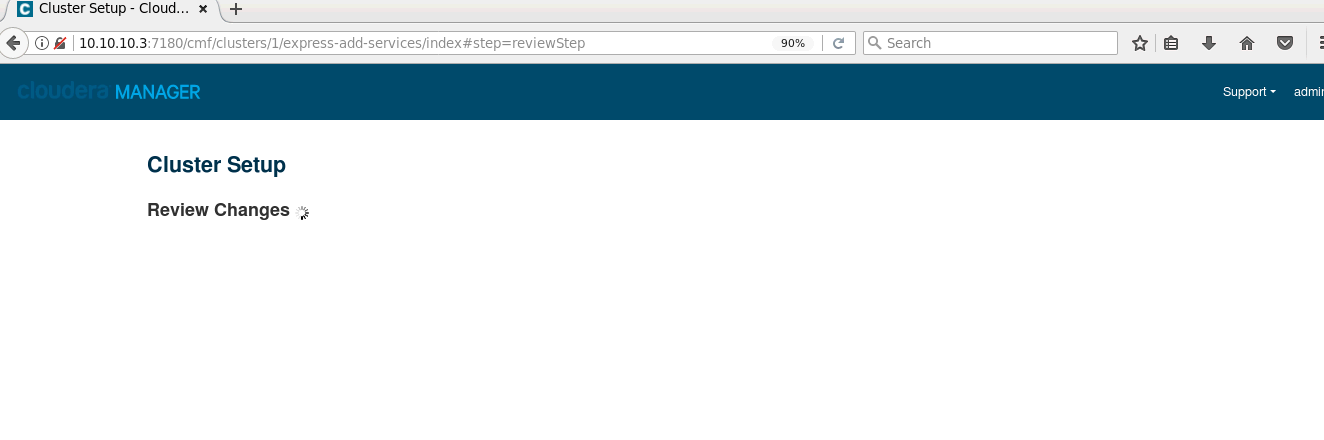 Cluster Setup - Cloud...
10.10.10.3:7180/cmf/clusters/1/express-add-services/index#step=reviewStep
90%
Search
cloudera MANAGER
Support
admin
Cluster Setup
Review Changes